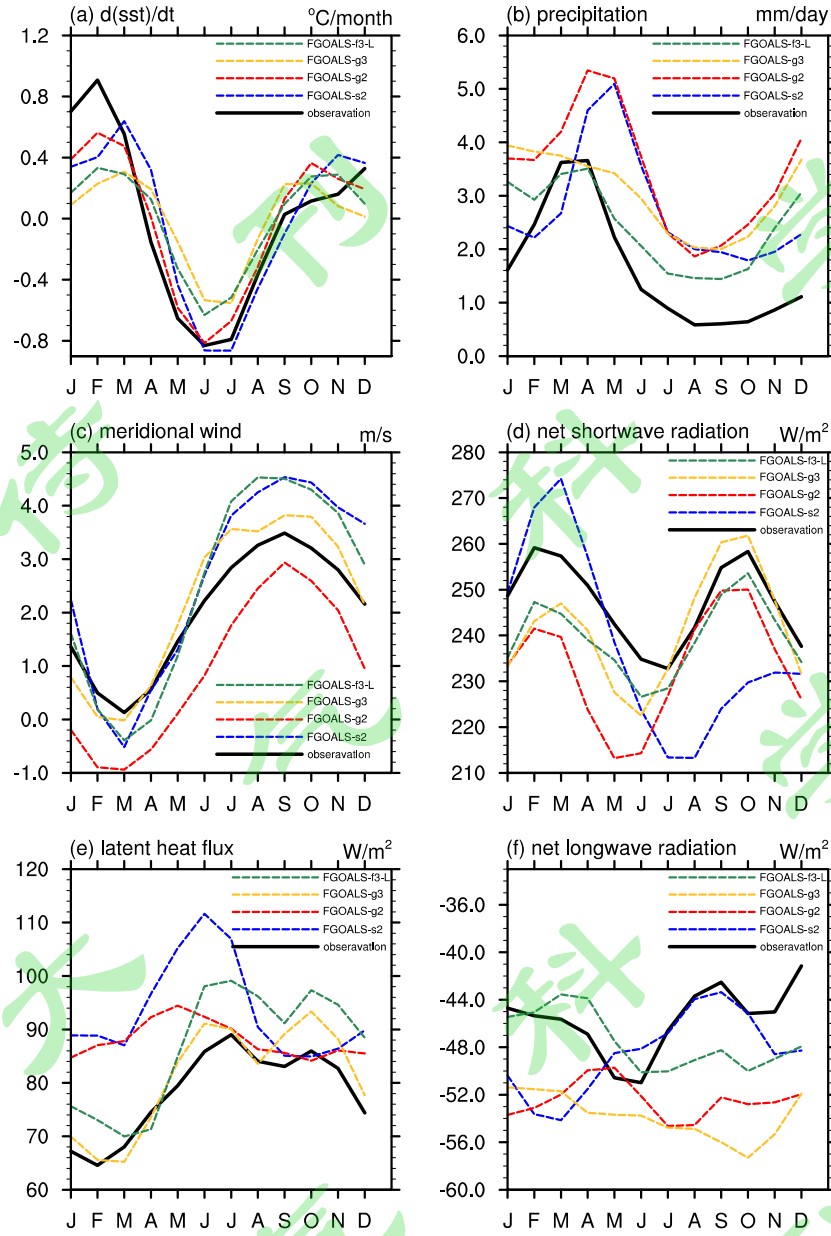 (a) d(sst)/dt °C/month
1.2
0.8
0.4
0.0
-0.4
-0.8
FGOALS-f3-L
FGOALS-g3
FGOALS-g2
FGOALS-s2
obseravation
J F M A M J J A S O N D
(b) precipitation mm/day
6.0
5.0
4.0
3.0
2.0
1.0
0.0
FGOALS-f3-L
FGOALS-g3
FGOALS-g2
FGOALS-s2
obseravation
J F M A M J J A S O N D
(c) meridional wind m/s
5.0
4.0
3.0
2.0
1.0
0.0
-1.0
FGOALS-f3-L
FGOALS-g3
FGOALS-g2
FGOALS-s2
obseravation
J F M A M J J A S O N D
(d) net shortwave radiation W/m²
280
270
260
250
240
230
220
210
FGOALS-f3-L
FGOALS-g3
FGOALS-g2
FGOALS-s2
obseravation
J F M A M J J A S O N D
(e) latent heat flux W/m²
120
110
100
90
80
70
60
FGOALS-f3-L
FGOALS-g3
FGOALS-g2
FGOALS-s2
obseravation
J F M A M J J A S O N D
(f) net longwave radiation W/m²
-36.0
-40.0
-44.0
-48.0
-52.0
-56.0
-60.0
FGOALS-f3-L
FGOALS-g3
FGOALS-g2
FGOALS-s2
obseravation
J F M A M J J A S O N D